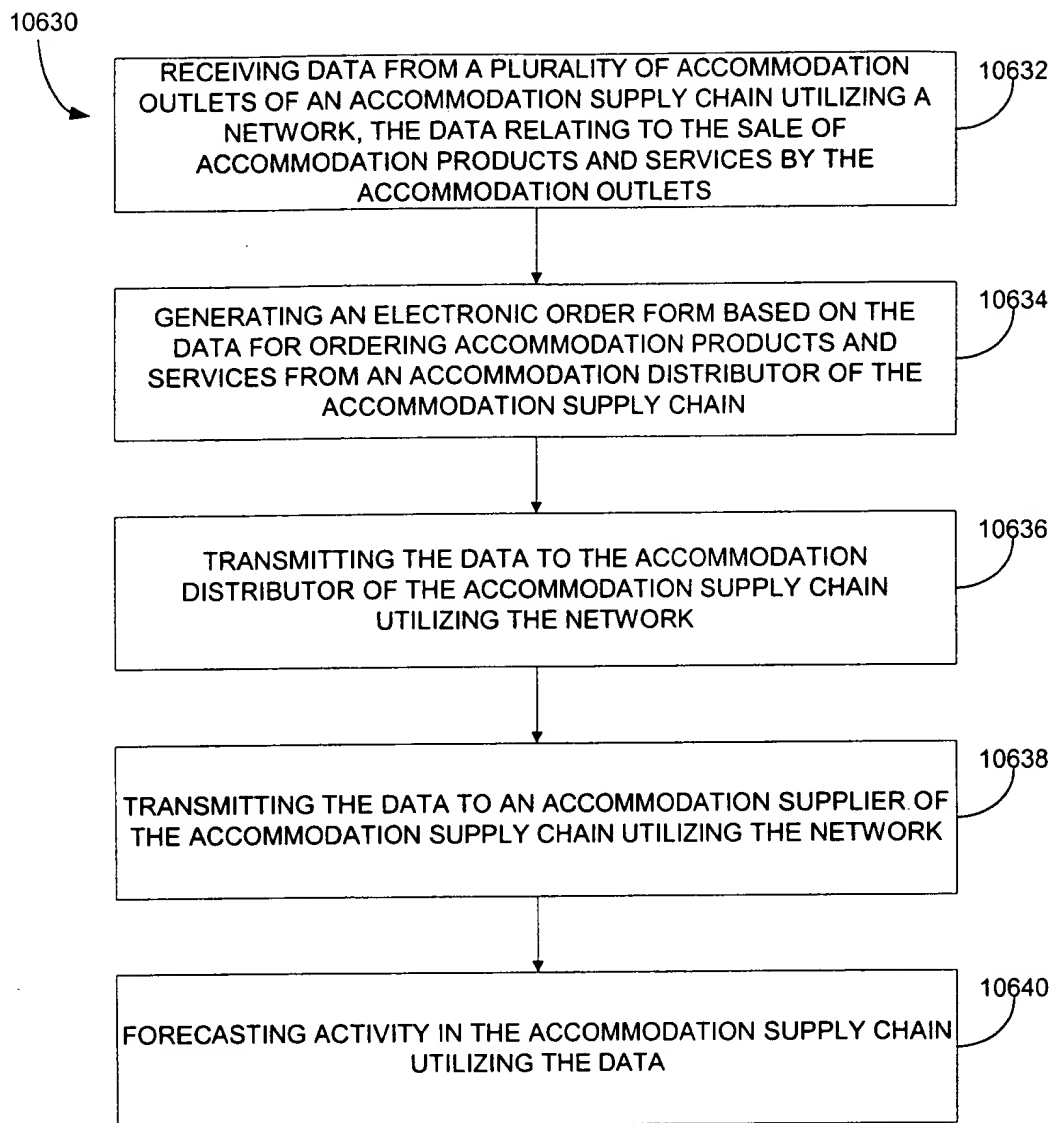 10630
RECEIVING DATA FROM A PLURALITY OF ACCOMMODATION
OUTLETS OF AN ACCOMMODATION SUPPLY CHAIN UTILIZING A
NETWORK, THE DATA RELATING TO THE SALE OF
ACCOMMODATION PRODUCTS AND SERVICES BY THE
ACCOMMODATION OUTLETS
10632
GENERATING AN ELECTRONIC ORDER FORM BASED ON THE
DATA FOR ORDERING ACCOMMODATION PRODUCTS AND
SERVICES FROM AN ACCOMMODATION DISTRIBUTOR OF THE
ACCOMMODATION SUPPLY CHAIN
10634
TRANSMITTING THE DATA TO THE ACCOMMODATION
DISTRIBUTOR OF THE ACCOMMODATION SUPPLY CHAIN
UTILIZING THE NETWORK
10636
TRANSMITTING THE DATA TO AN ACCOMMODATION SUPPLIER OF
THE ACCOMMODATION SUPPLY CHAIN UTILIZING THE NETWORK
10638
FORECASTING ACTIVITY IN THE ACCOMMODATION SUPPLY CHAIN
UTILIZING THE DATA
10640